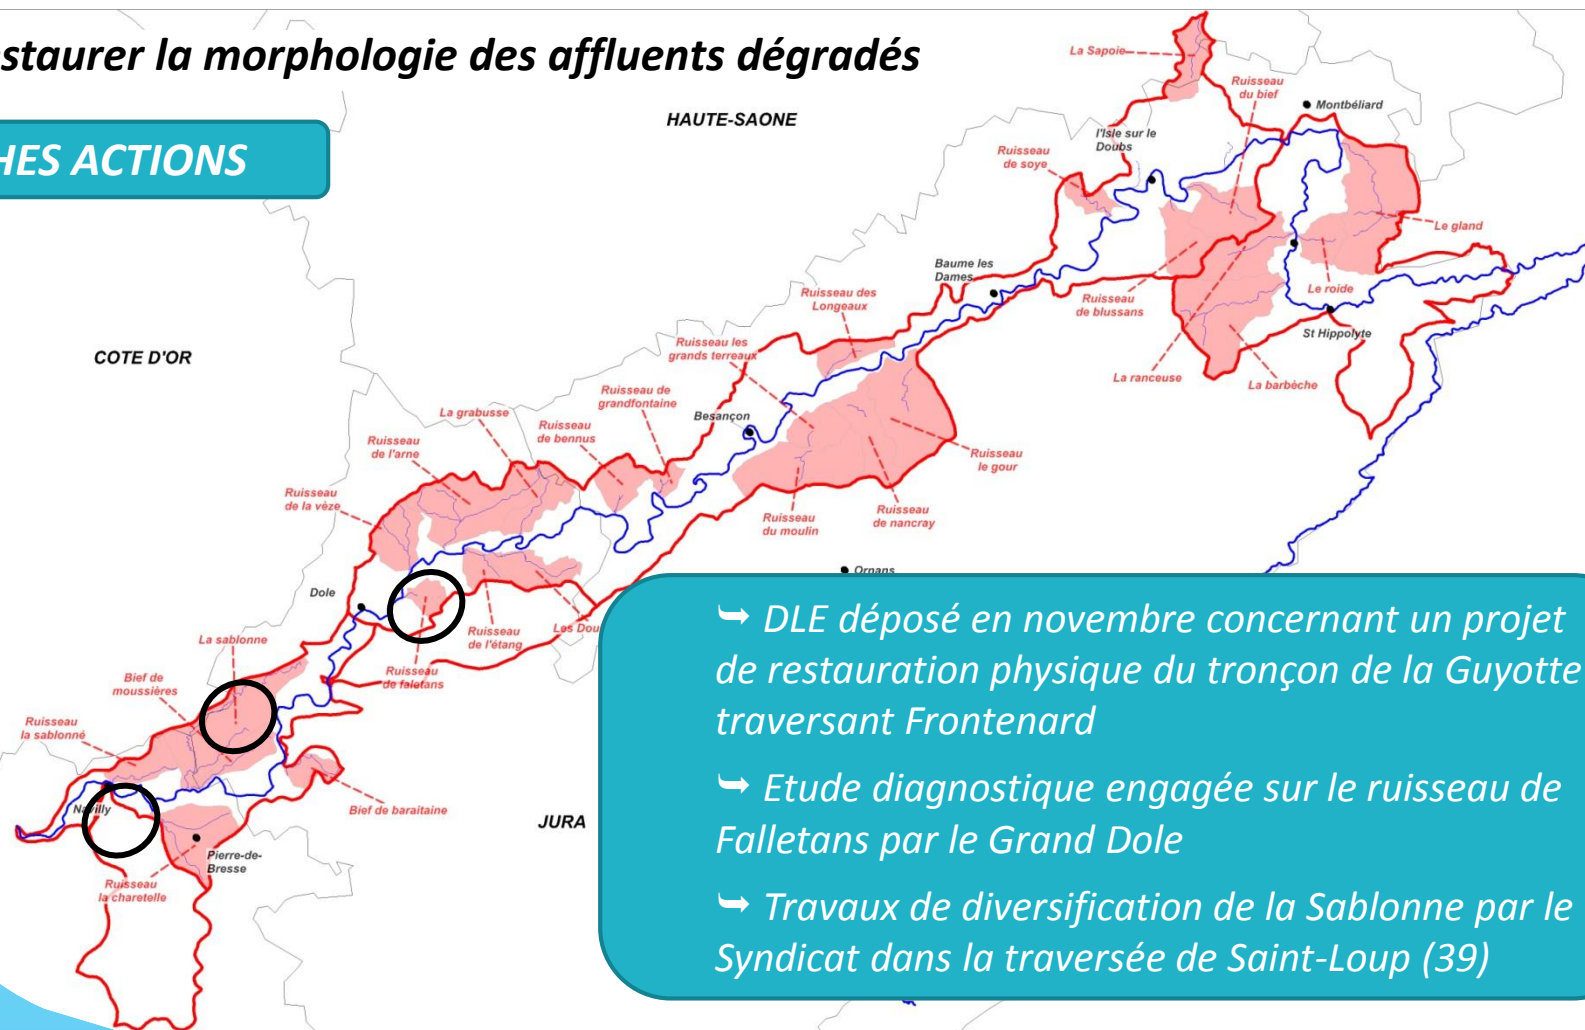 staurer la morphologie des affluents dégradés
HES ACTIONS
HAUTE-SAONE
COTE D'OR
JURA
La Sapoie
Ruisseau
du bief
Montbéliard
l'Isle sur le
Doubs
Ruisseau
de soye
Le gland
Baume les
Dames
Ruisseau
de blussans
Le roide
St Hippolyte
La ranceuse
La barbèche
Ruisseau des
Longeaux
Ruisseau les
grands terreaux
Ruisseau de
grandfontaine
Besançon
La grabusse
Ruisseau
de bennus
Ruisseau
de l'arne
Ruisseau
le gour
Ruisseau
de la vèze
Ruisseau
du moulin
Ruisseau
de nancray
Ornans
Dole
Ruisseau
de l'étang
Les Dou
La sablonne
Ruisseau
de faletans
Bief de
moussières
Ruisseau
la sablonné
Navilly
Bief de baraitaine
Pierre-de-
Bresse
Ruisseau
la charetelle
➥ DLE déposé en novembre concernant un projet
de restauration physique du tronçon de la Guyotte
traversant Frontenard
➥ Etude diagnostique engagée sur le ruisseau de
Falletans par le Grand Dole
➥ Travaux de diversification de la Sablonne par le
Syndicat dans la traversée de Saint-Loup (39)